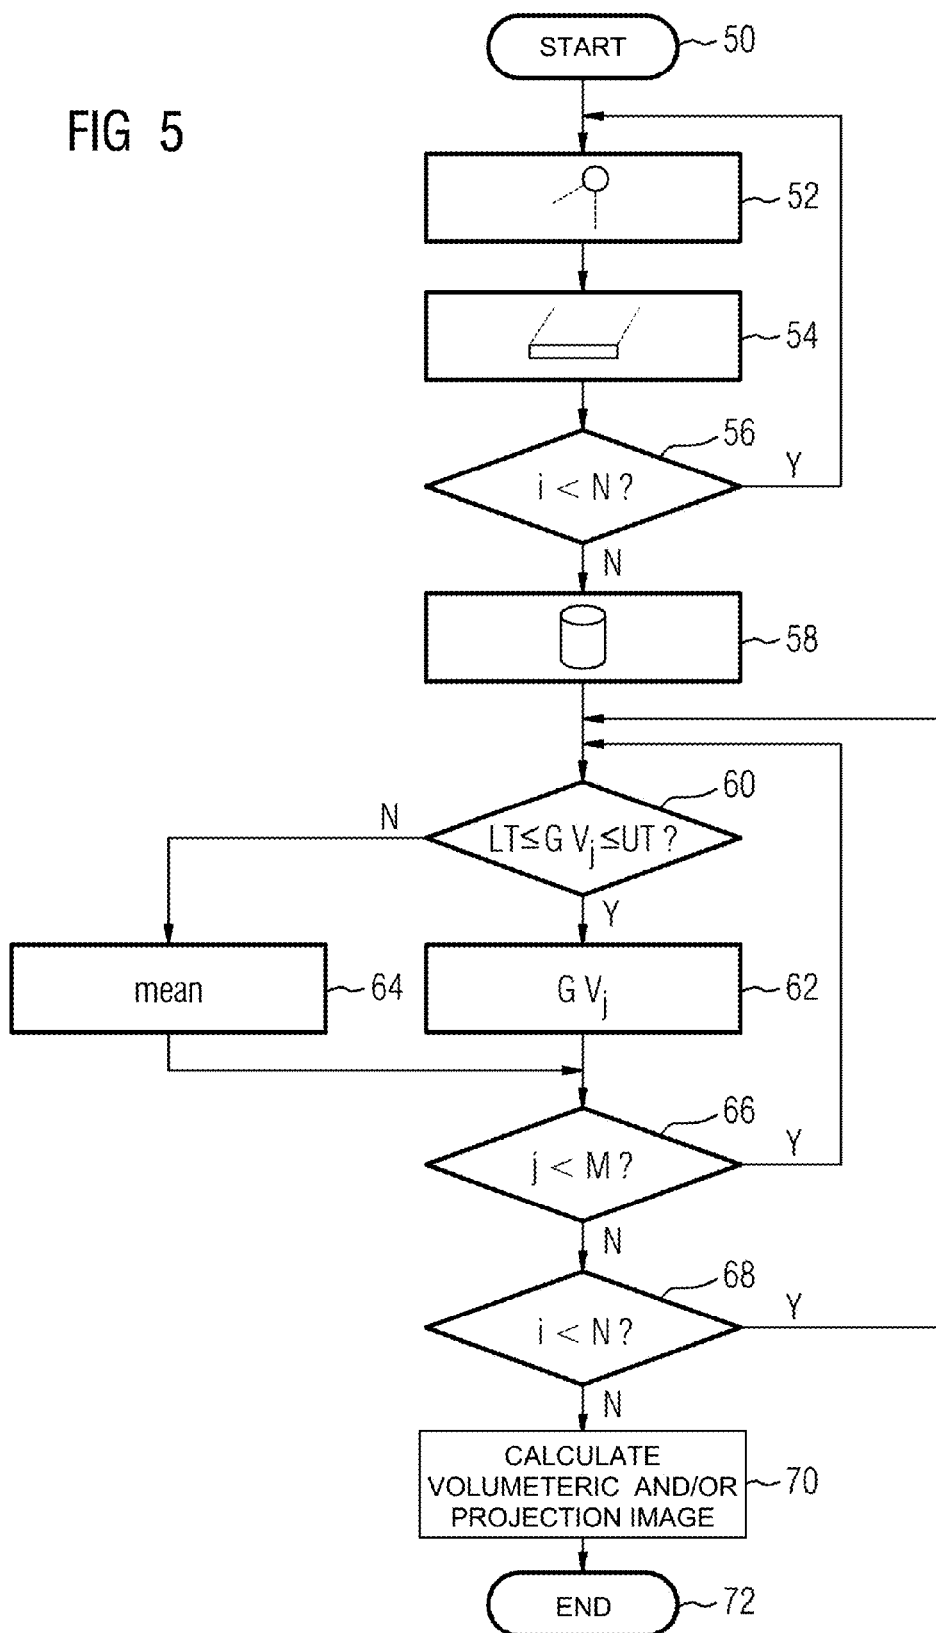 FIG 5
START
50
52
54
56
i < N ?
Y
N
58
60
LT≤G Vj≤UT ?
N
Y
mean
64
G Vj
62
66
j < M ?
Y
N
68
i < N ?
Y
N
CALCULATE
VOLUMETERIC AND/OR
PROJECTION IMAGE
70
END
72